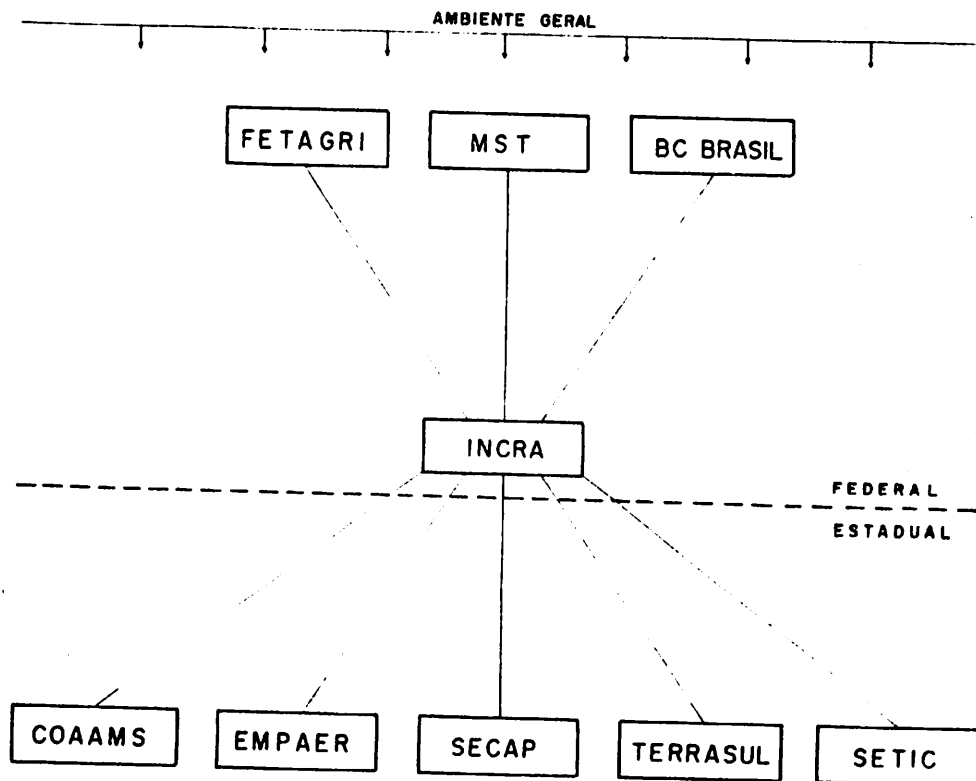 AMBIENTE GERAL
FETAGRI
MST
BC BRASIL
INCRA
FEDERAL
ESTADUAL
COAAMS
EMPAER
SECAP
TERRASUL
SETIC